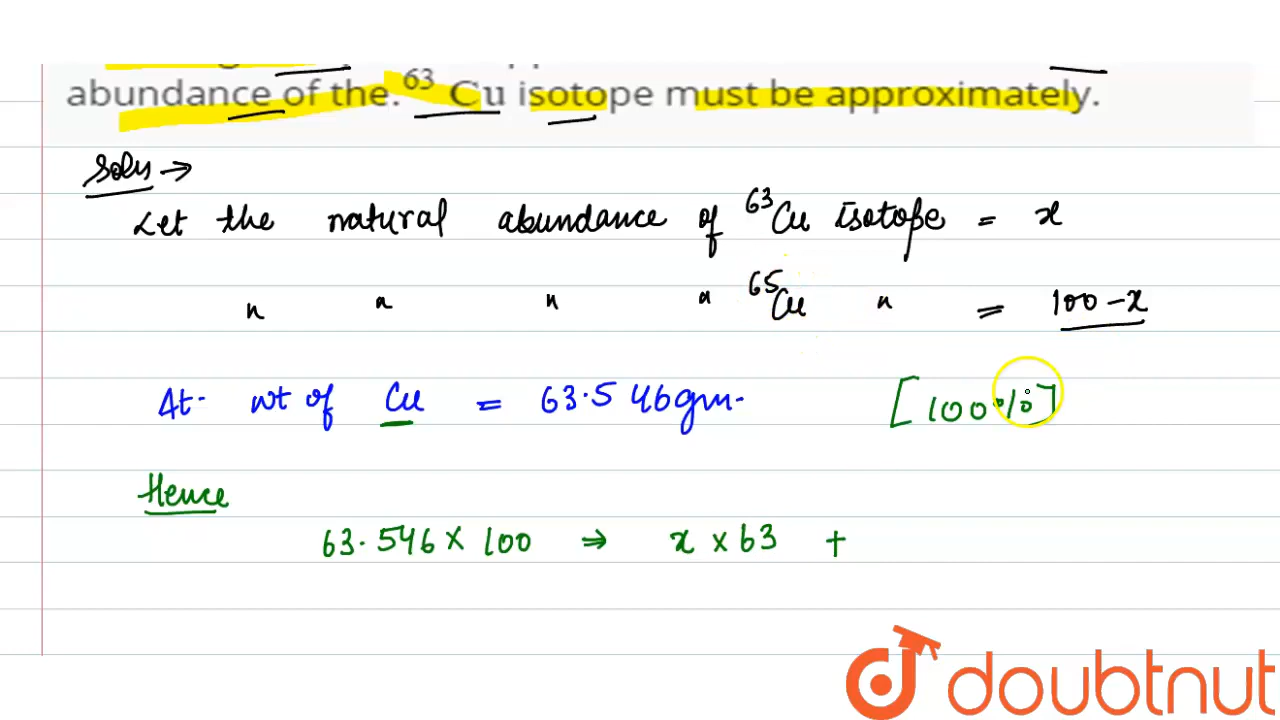 abundance of the. ⁶³ Cu isotope must be approximately.
Soln →
Let the natural abundance of ⁶³Cu isotope = x
" " " " ⁶⁵Cu " = 100 - x
At. wt of Cu = 63.546gm. [100%]
Hence
63.546 × 100 ⇒ x × 63 +
doubtnut